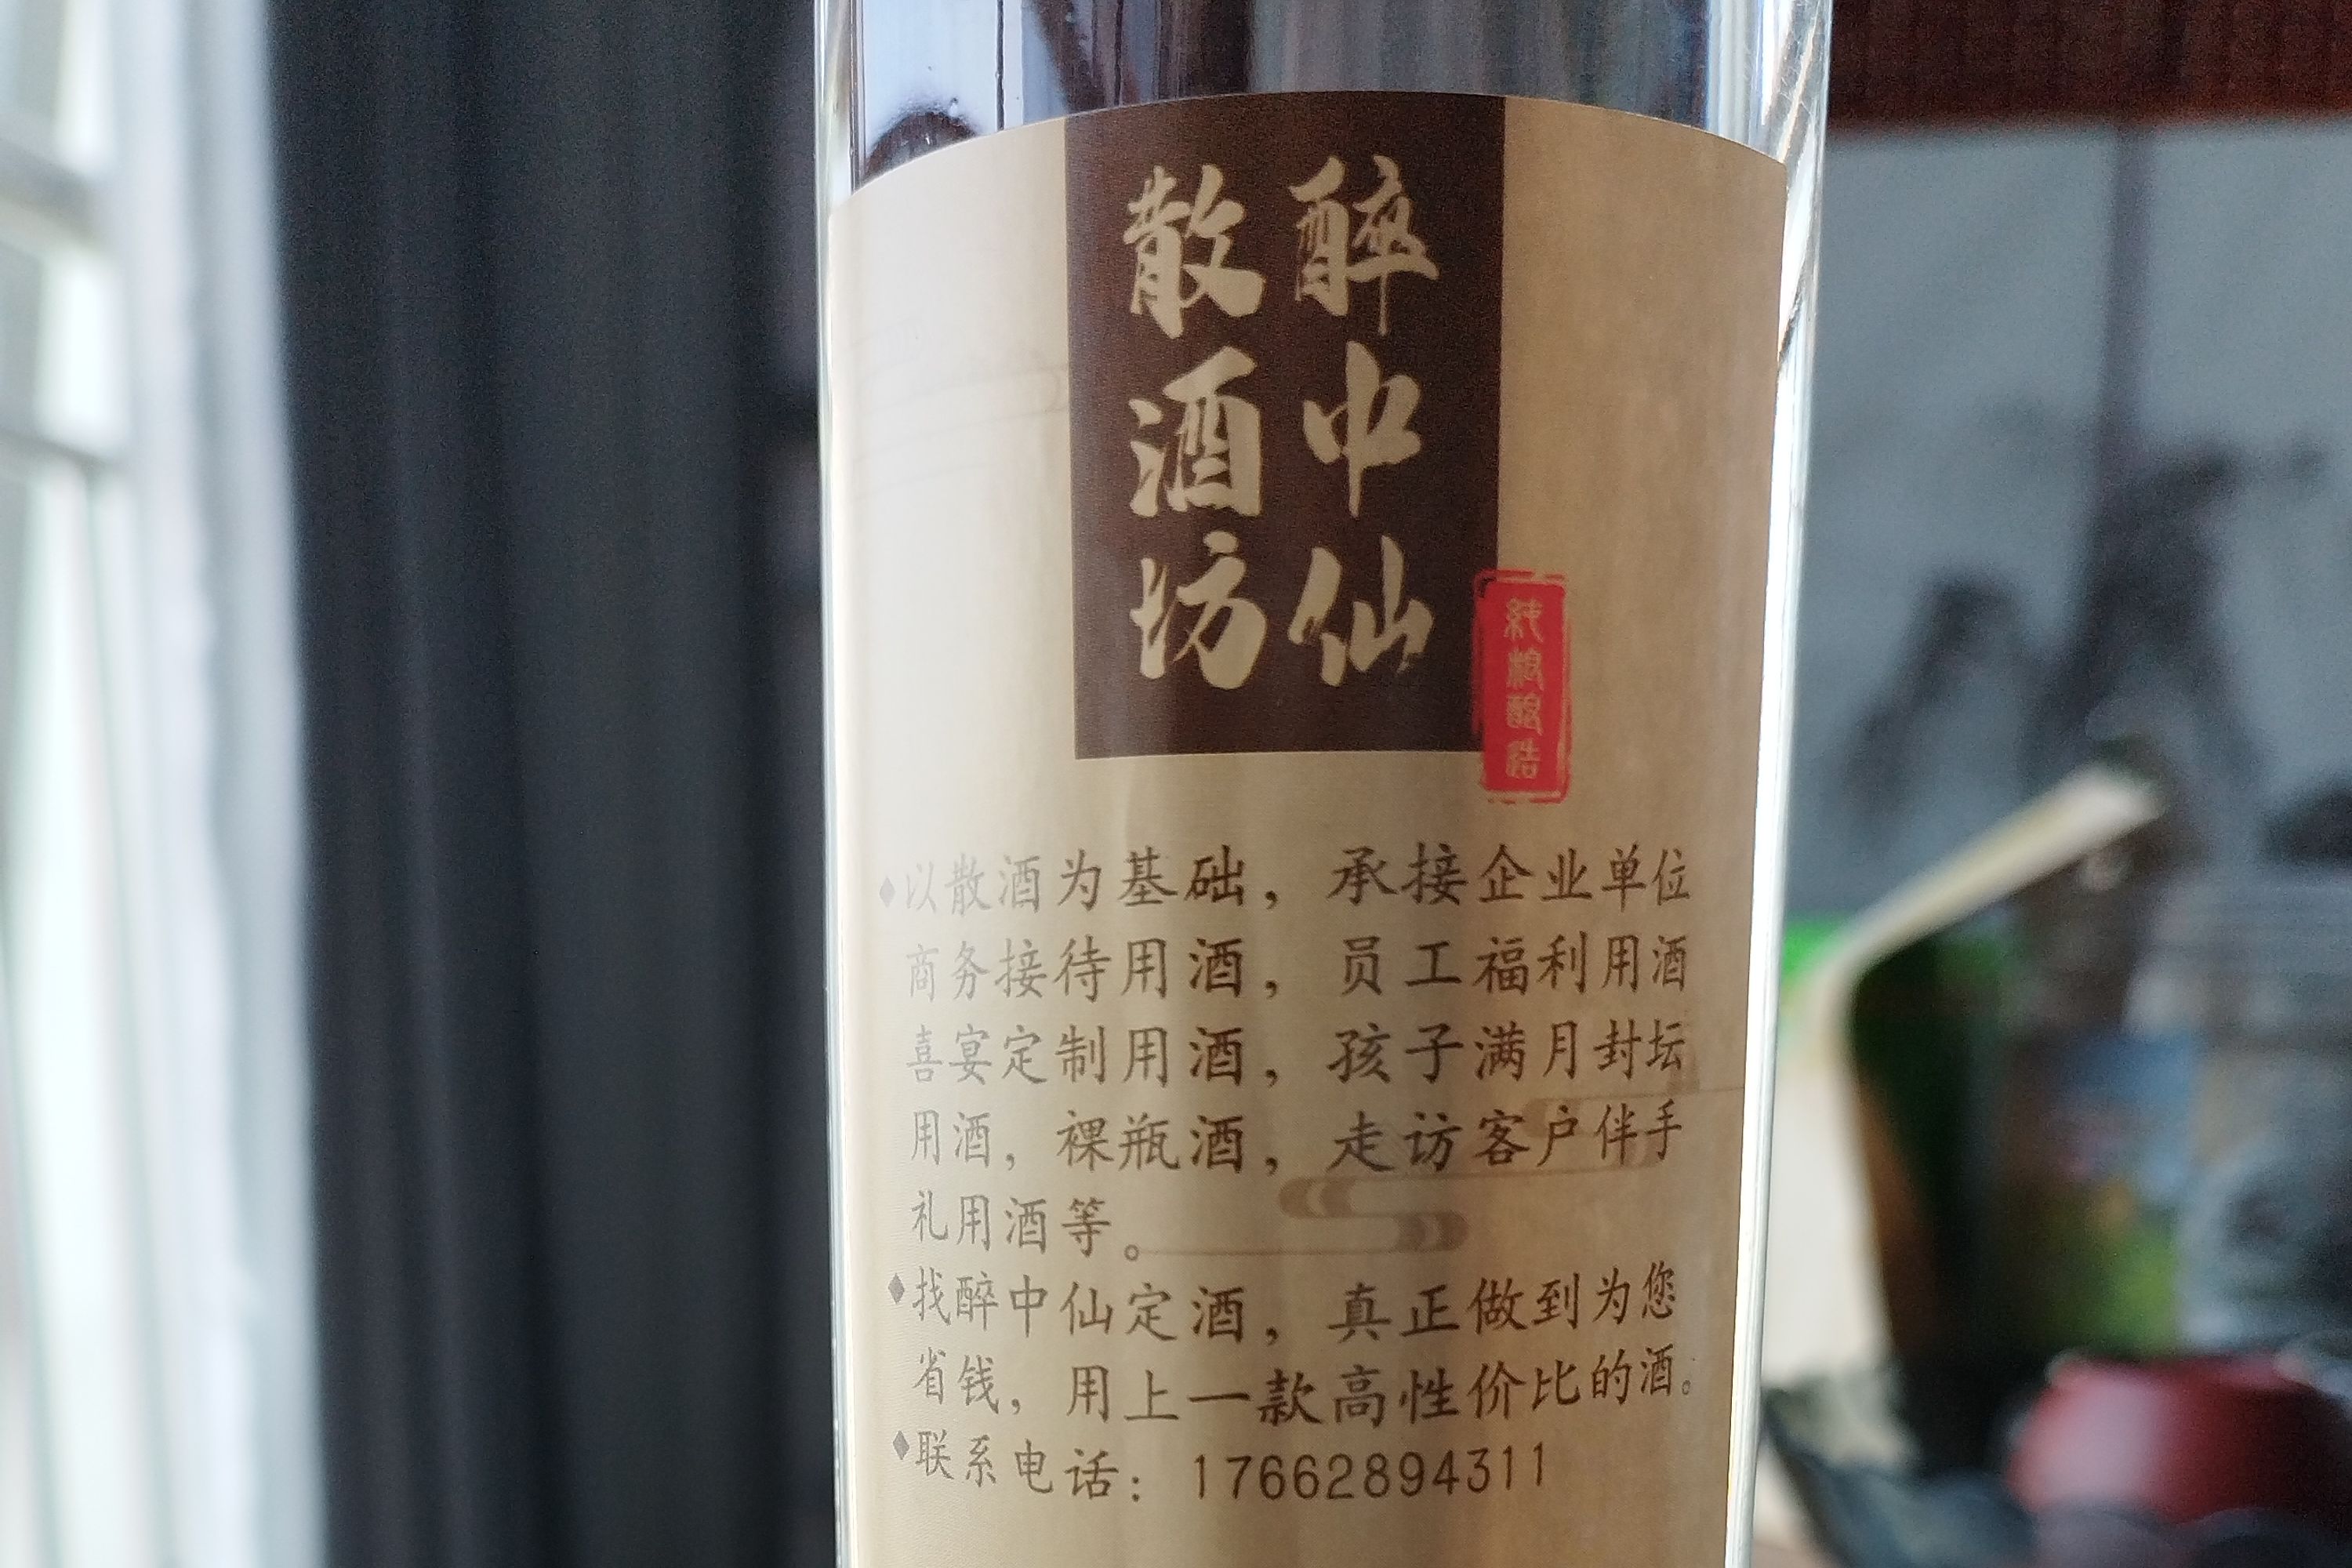 醉中仙
散酒坊
纯粮酿造
♦以散酒为基础，承接企业单位
商务接待用酒，员工福利用酒
喜宴定制用酒，孩子满月封坛
用酒，裸瓶酒，走访客户伴手
礼用酒等。
♦找醉中仙定酒，真正做到为您
省钱，用上一款高性价比的酒。
♦联系电话：17662894311